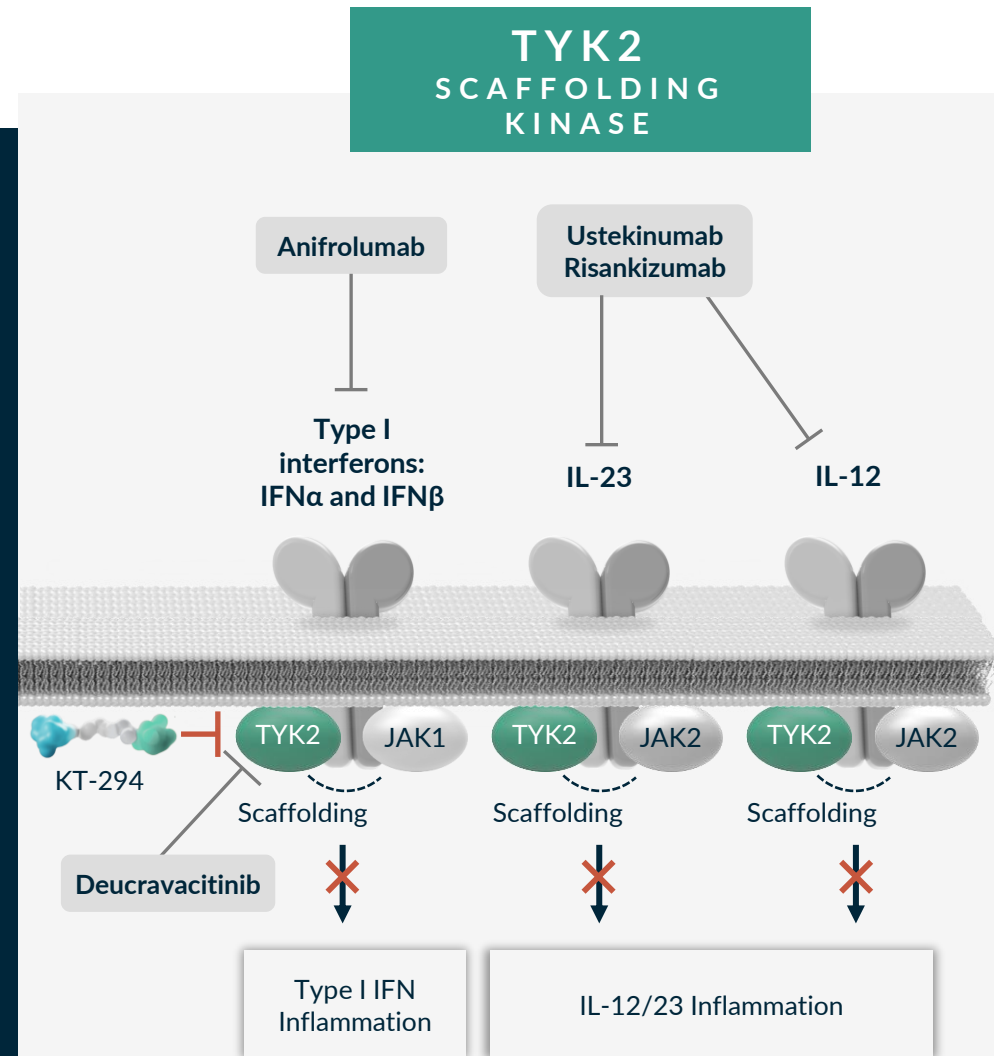 TYK2
SCAFFOLDING
KINASE
Anifrolumab
Ustekinumab
Risankizumab
Type I
interferons:
IFNα and IFNβ
IL-23
IL-12
TYK2
JAK1
TYK2
JAK2
TYK2
JAK2
KT-294
Scaffolding
Scaffolding
Scaffolding
Deucravacitinib
Type I IFN
Inflammation
IL-12/23 Inflammation